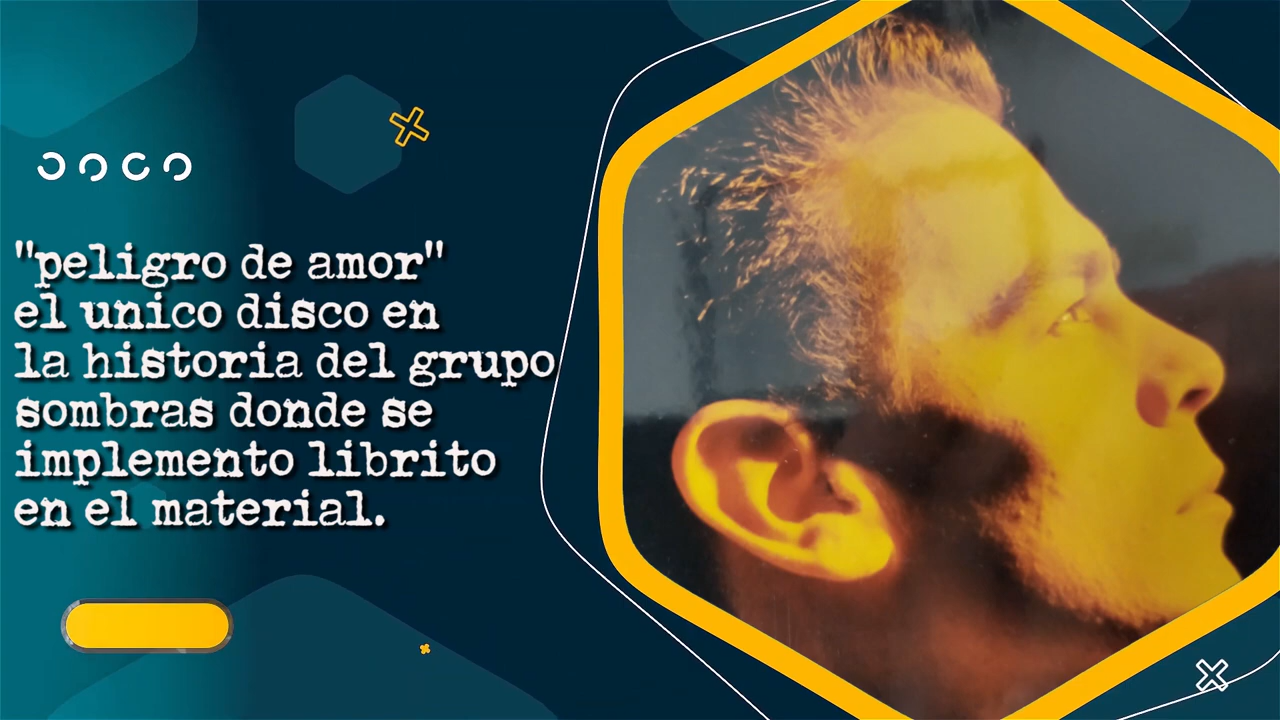 "peligro de amor"
el unico disco en
la historia del grupo
sombras donde se
implemento librito
en el material.